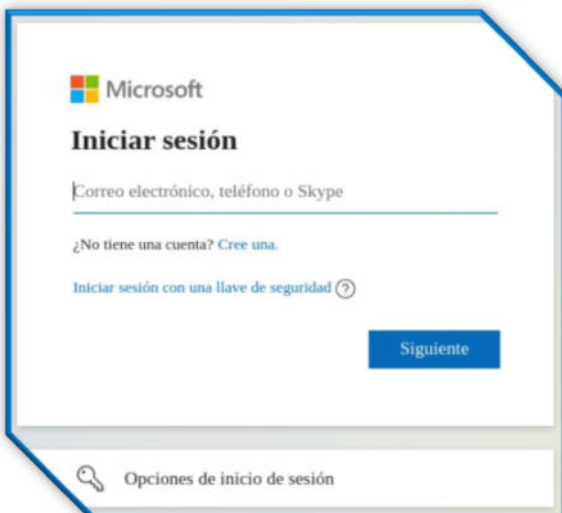 Microsoft
Iniciar sesión
Correo electrónico, teléfono o Skype
¿No tiene una cuenta? Cree una.
Iniciar sesión con una llave de seguridad ?
Siguiente
Opciones de inicio de sesión